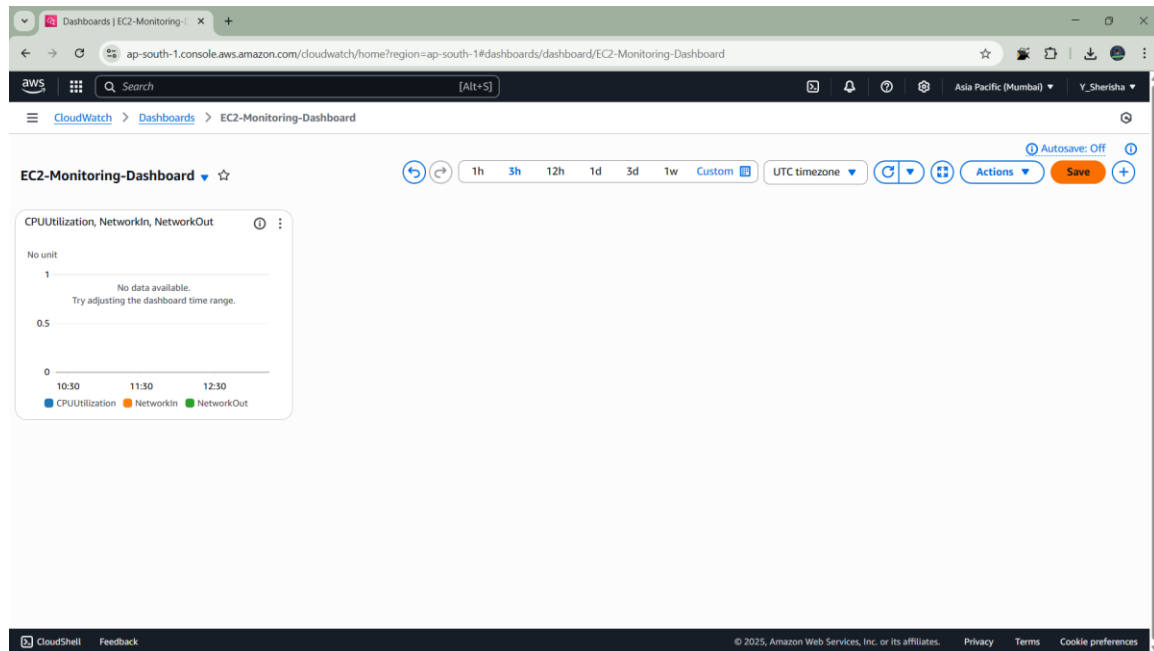 Dashboards | EC2-Monitoring-D
ap-south-1.console.aws.amazon.com/cloudwatch/home?region=ap-south-1#dashboards/dashboard/EC2-Monitoring-Dashboard
aws Search [Alt+S] Asia Pacific (Mumbai) Y_Sherisha
CloudWatch > Dashboards > EC2-Monitoring-Dashboard
Autosave: Off
EC2-Monitoring-Dashboard 1h 3h 12h 1d 3d 1w Custom UTC timezone Actions Save
CPUUtilization, NetworkIn, NetworkOut
No unit
1
No data available.
Try adjusting the dashboard time range.
0.5
0
10:30 11:30 12:30
CPUUtilization NetworkIn NetworkOut
CloudShell Feedback © 2025, Amazon Web Services, Inc. or its affiliates. Privacy Terms Cookie preferences